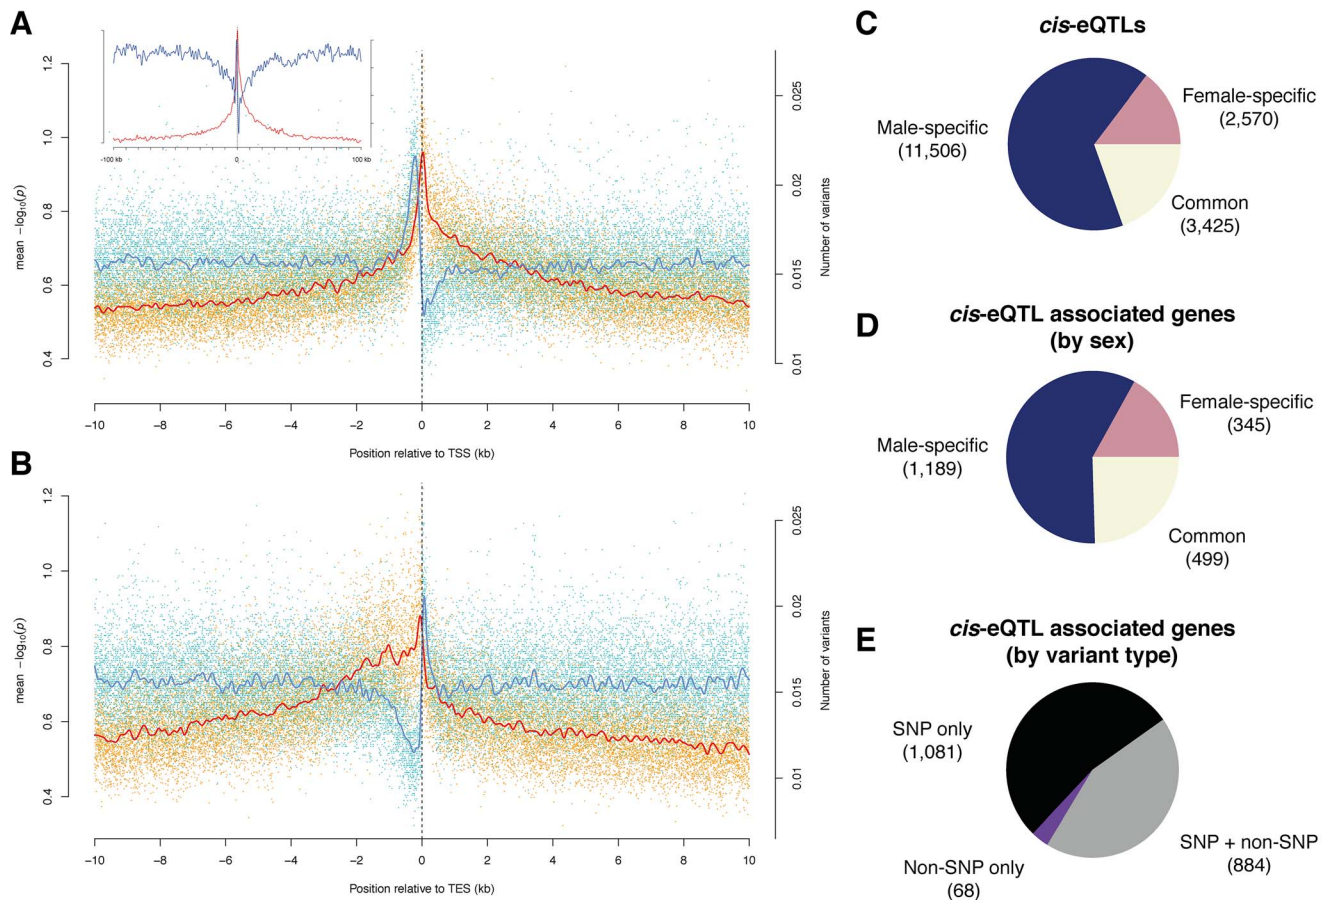 A
-100 kb
0
100 kb
mean −log10(p)
1.2
1.0
0.8
0.6
0.4
0.025
0.02
0.015
0.01
Number of variants
−10
−8
−6
−4
−2
0
2
4
6
8
10
Position relative to TSS (kb)
B
mean −log10(p)
1.2
1.0
0.8
0.6
0.4
0.025
0.02
0.015
0.01
Number of variants
−10
−8
−6
−4
−2
0
2
4
6
8
10
Position relative to TES (kb)
C
cis-eQTLs
Male-specific
(11,506)
Female-specific
(2,570)
Common
(3,425)
D
cis-eQTL associated genes
(by sex)
Male-specific
(1,189)
Female-specific
(345)
Common
(499)
E
cis-eQTL associated genes
(by variant type)
SNP only
(1,081)
Non-SNP only
(68)
SNP + non-SNP
(884)